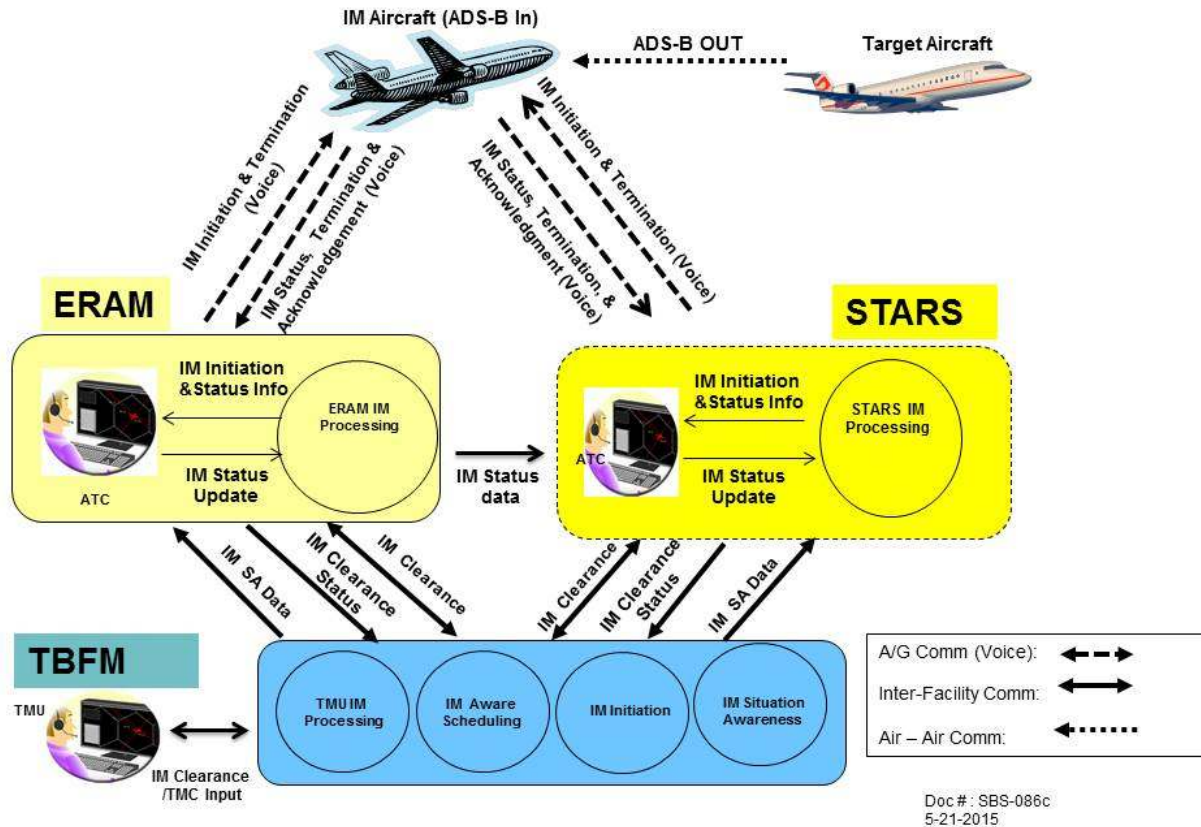 IM Aircraft (ADS-B In)
ADS-B OUT
Target Aircraft
IM Initiation & Termination
(Voice)
IM Status, Termination &
Acknowledgement (Voice)
IM Status, Termination, &
Acknowledgment (Voice)
IM Initiation & Termination (Voice)
ERAM
STARS
IM Initiation
&Status Info
ERAM IM
Processing
IM Status
Update
ATC
IM Status
data
IM Initiation
&Status Info
STARS IM
Processing
ATC
IM Status
Update
IM SA Data
IM Clearance
Status
IM Clearance
IM Clearance
IM Clearance
Status
IM SA Data
TBFM
TMU
IM Clearance
/TMC Input
TMU IM
Processing
IM Aware
Scheduling
IM Initiation
IM Situation
Awareness
A/G Comm (Voice):
Inter-Facility Comm:
Air – Air Comm:
Doc # : SBS-086c
5-21-2015